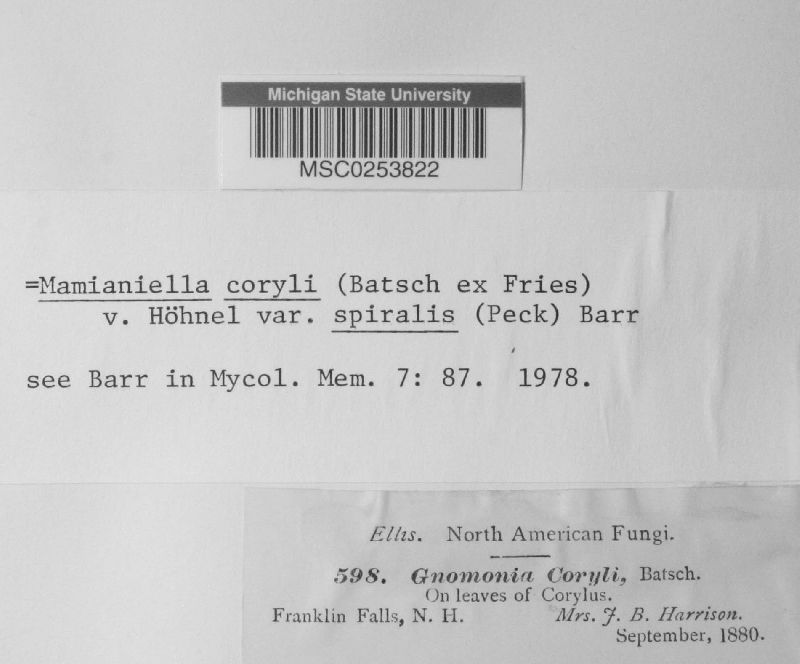 Michigan State University
MSC0253822
=Mamianiella coryli (Batsch ex Fries)
v. Höhnel var. spiralis (Peck) Barr
see Barr in Mycol. Mem. 7: 87. 1978.
Ellis. North American Fungi.
598. Gnomonia Coryli, Batsch.
On leaves of Corylus.
Franklin Falls, N. H. Mrs. J. B. Harrison.
September, 1880.